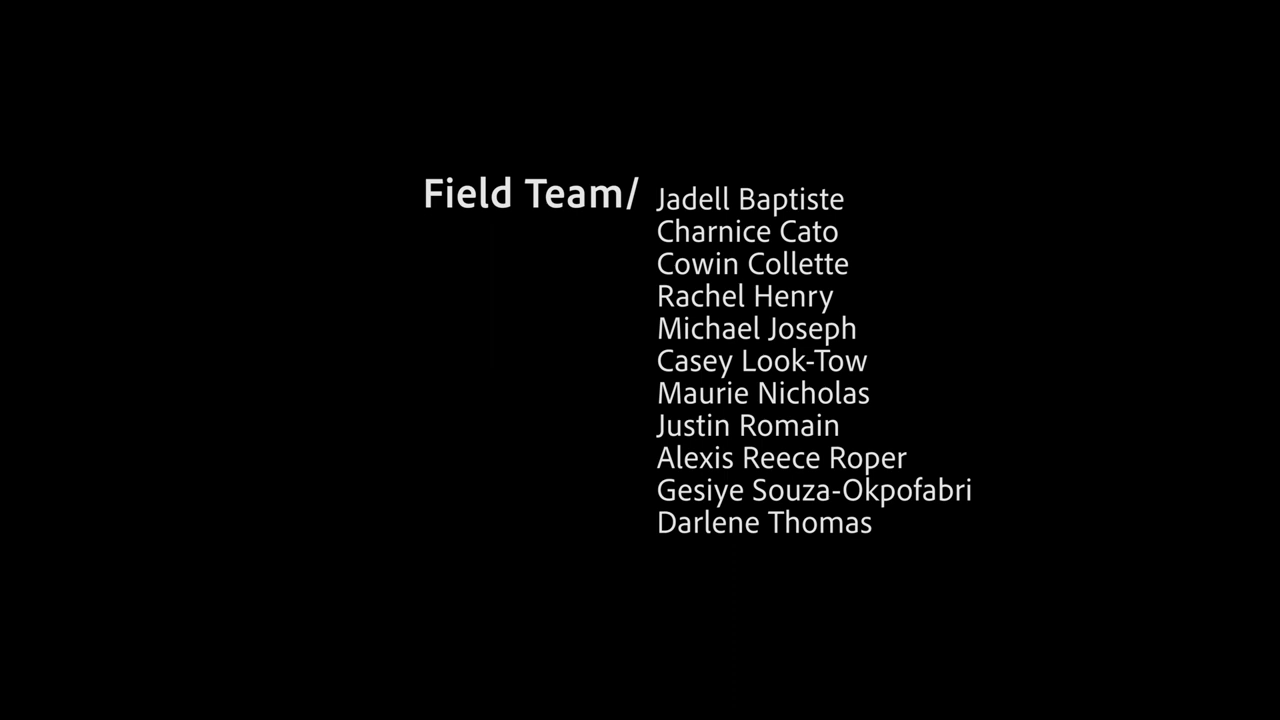 Field Team/ Jadell Baptiste
Charnice Cato
Cowin Collette
Rachel Henry
Michael Joseph
Casey Look-Tow
Maurie Nicholas
Justin Romain
Alexis Reece Roper
Gesiye Souza-Okpofabri
Darlene Thomas